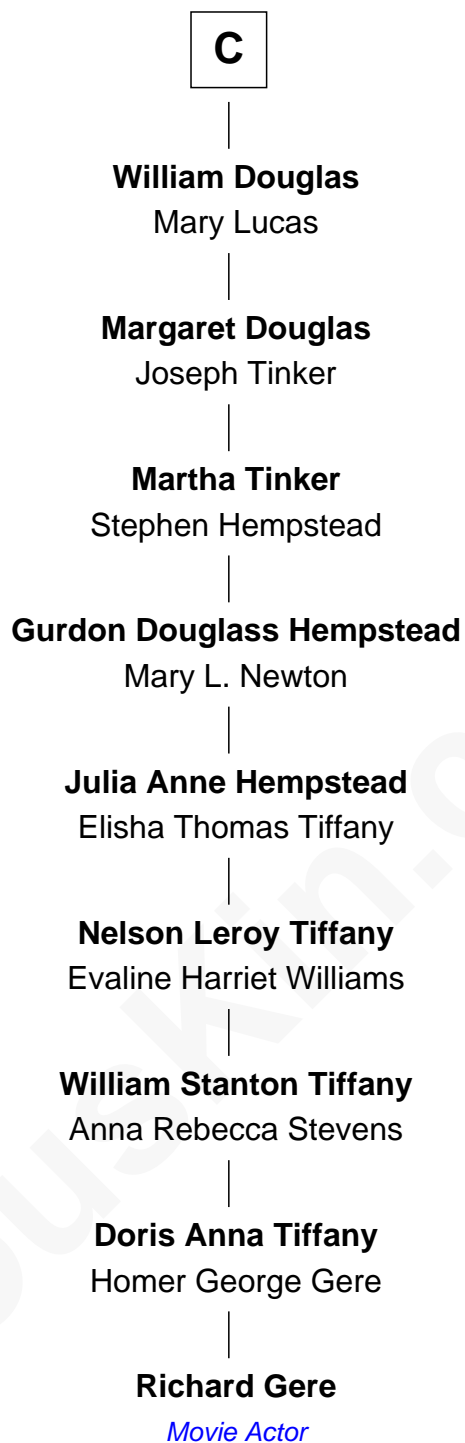 C
William Douglas
Mary Lucas
Margaret Douglas
Joseph Tinker
Martha Tinker
Stephen Hempstead
Gurdon Douglass Hempstead
Mary L. Newton
Julia Anne Hempstead
Elisha Thomas Tiffany
Nelson Leroy Tiffany
Evaline Harriet Williams
William Stanton Tiffany
Anna Rebecca Stevens
Doris Anna Tiffany
Homer George Gere
Richard Gere
Movie Actor